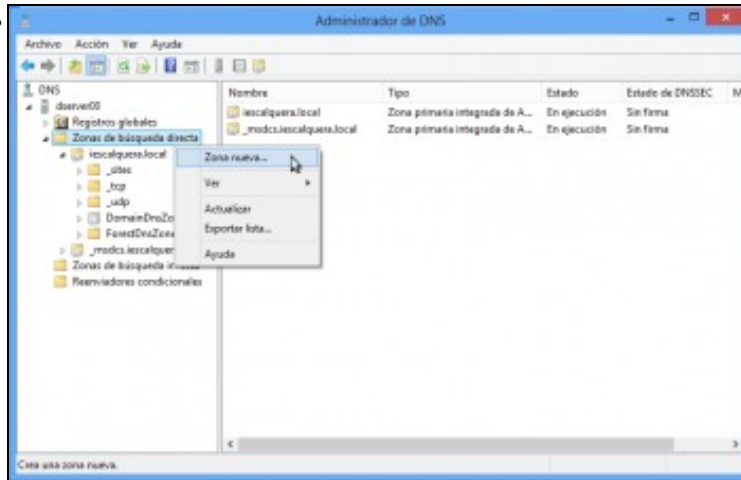 Administrador de DNS
Archivo Acción Ver Ayuda
DNS
dserver00
Registros globales
Zonas de búsqueda directa
iescalquera.local
_sites
_tcp
_udp
DomainDnsZo
ForestDnsZone
_msdcs.iescalquer
Zonas de búsqueda
Reenviadores condicionales
Nombre Tipo Estado Estado de DNSSEC M
iescalquera.local Zona primaria integrada de A... En ejecución Sin firma
_msdcs.iescalquera.local Zona primaria integrada de A... En ejecución Sin firma
Zona nueva...
Ver
Actualizar
Exportar lista...
Ayuda
Crea una zona nueva.